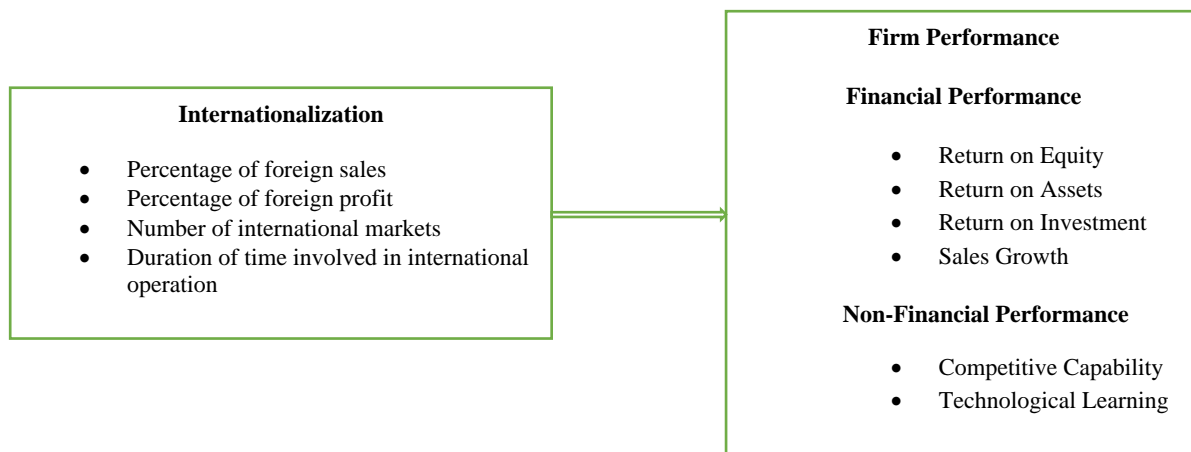 Internationalization
• Percentage of foreign sales
• Percentage of foreign profit
• Number of international markets
• Duration of time involved in international
operation
Firm Performance
Financial Performance
• Return on Equity
• Return on Assets
• Return on Investment
• Sales Growth
Non-Financial Performance
• Competitive Capability
• Technological Learning